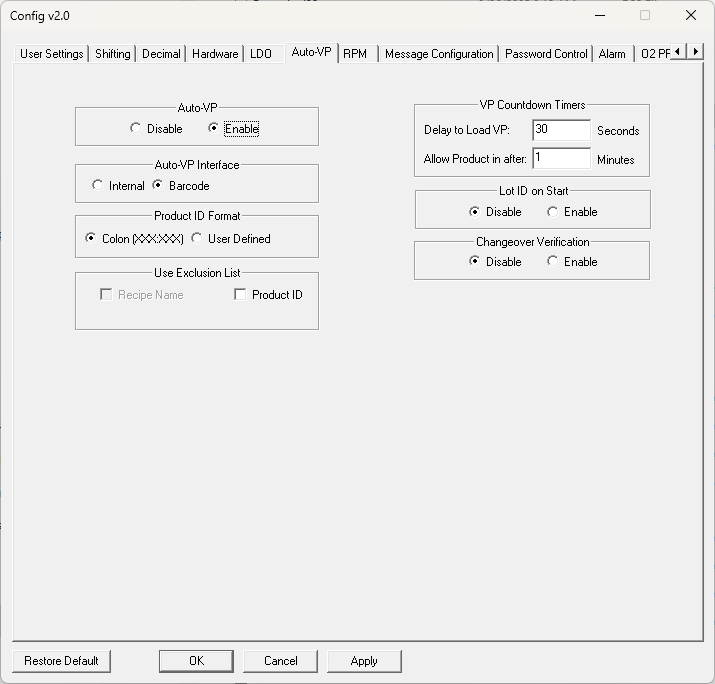 Config v2.0
User Settings Shifting Decimal Hardware LDO Auto-VP RPM Message Configuration Password Control Alarm O2 PF
Auto-VP
Disable Enable
Auto-VP Interface
Internal Barcode
Product ID Format
Colon (XXX:XXX) User Defined
Use Exclusion List
Recipe Name Product ID
VP Countdown Timers
Delay to Load VP: 30 Seconds
Allow Product in after: 1 Minutes
Lot ID on Start
Disable Enable
Changeover Verification
Disable Enable
Restore Default OK Cancel Apply